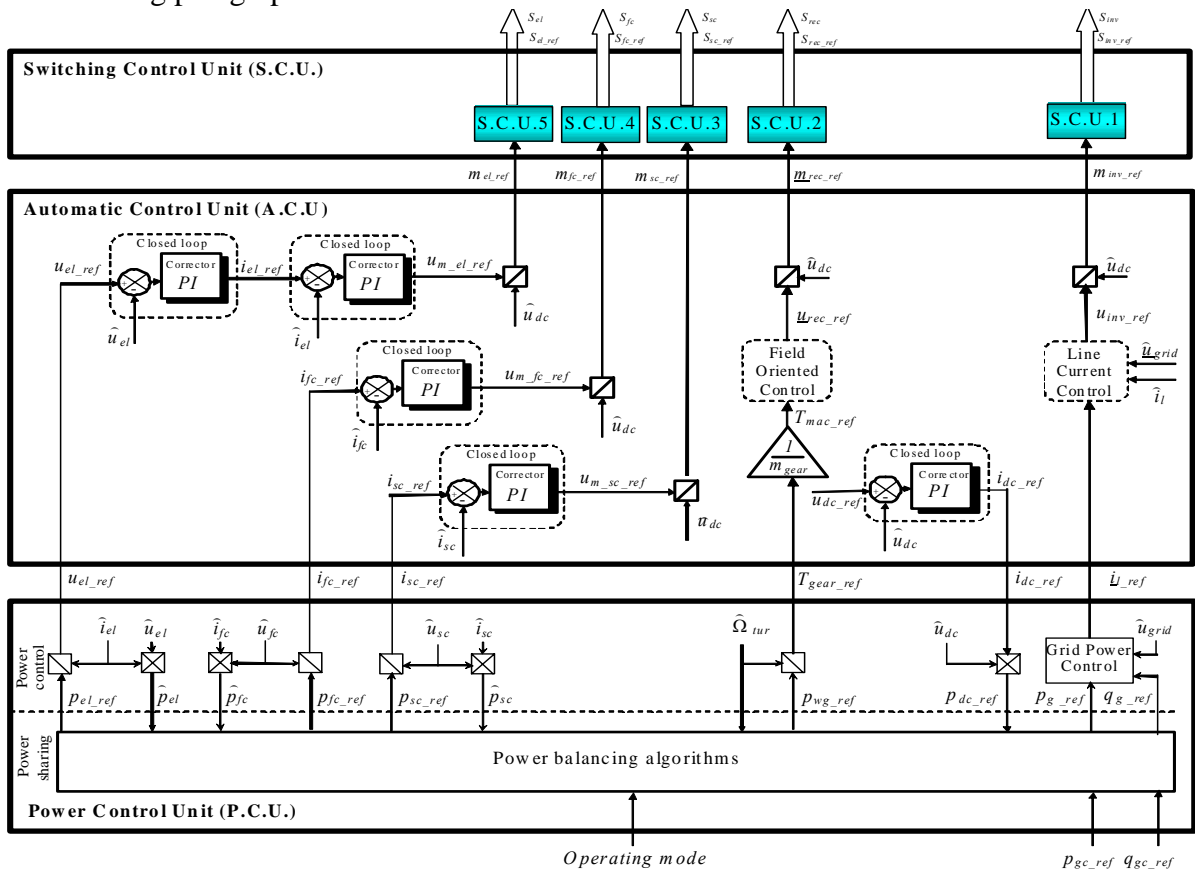 S_el S_fc S_sc S_rec S_inv
S_el_ref S_fc_ref S_sc_ref S_rec_ref S_inv_ref
Switching Control Unit (S.C.U.)
S.C.U.5 S.C.U.4 S.C.U.3 S.C.U.2 S.C.U.1
m_el_ref m_fc_ref m_sc_ref m_rec_ref m_inv_ref
Automatic Control Unit (A.C.U)
Closed loop Closed loop
u_el_ref Corrector PI i_el_ref Corrector PI u_m_el_ref û_dc û_dc
û_el î_el û_dc u_rec_ref u_inv_ref
Closed loop
i_fc_ref Corrector PI u_m_fc_ref
î_fc û_dc
Field
Oriented
Control
Line
Current
Control
û_grid
î_l
T_mac_ref
1
m_gear
Closed loop Closed loop
i_sc_ref Corrector PI u_m_sc_ref
î_sc u_dc
u_dc_ref Corrector PI i_dc_ref
û_dc
u_el_ref i_fc_ref i_sc_ref T_gear_ref i_dc_ref i_l_ref
Power
control
î_el û_el î_fc û_fc û_sc î_sc Ω̂_tur û_dc û_grid
Grid Power
Control
p_el_ref p̂_el p̂_fc p_fc_ref p_sc_ref p̂_sc p_wg_ref p_dc_ref p_g_ref q_g_ref
Power
sharing
Power balancing algorithms
Power Control Unit (P.C.U.)
Operating mode p_gc_ref q_gc_ref